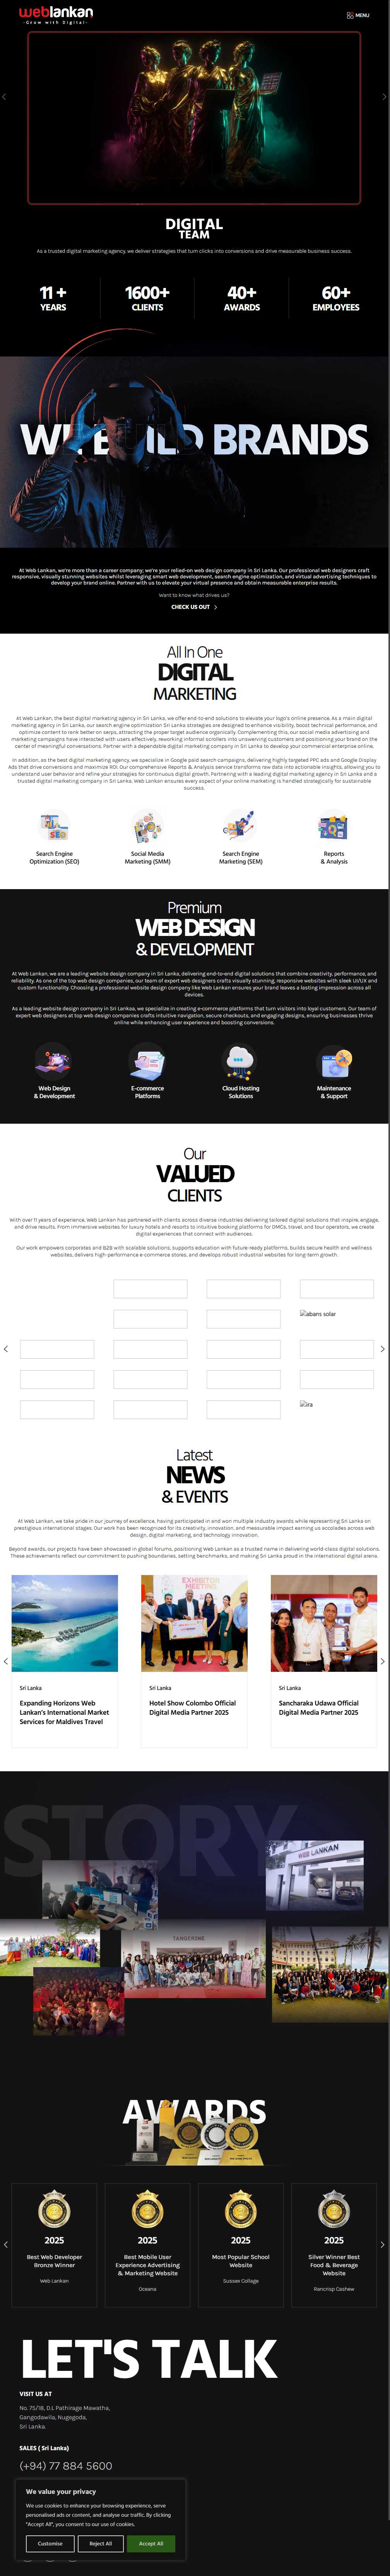 weblankan
-Grow with Digital-
MENU
DIGITAL
TEAM
As a trusted digital marketing agency, we deliver strategies that turn clicks into conversions and drive measurable business success.
11 +
YEARS
1600+
CLIENTS
40+
AWARDS
60+
EMPLOYEES
WE BUILD BRANDS
At Web Lankan, we're more than a career company; we're your relied-on web design company in Sri Lanka. Our professional web designers craft
responsive, visually stunning websites whilst leveraging smart web development, search engine optimization, and virtual advertising techniques to
develop your brand online. Partner with us to elevate your virtual presence and obtain measurable enterprise results.
Want to know what drives us?
CHECK US OUT
All In One
DIGITAL
MARKETING
At Web Lankan, the best digital marketing agency in Sri Lanka, we offer end-to-end solutions to elevate your logo's online presence. As a main digital
marketing agency in Sri Lanka, our search engine optimization Sri Lanka strategies are designed to enhance visibility, boost technical performance, and
optimize content to rank better on serps, attracting the proper target audience organically. Complementing this, our social media advertising and
marketing campaigns have interacted with users effectively, reworking informal scrollers into unswerving customers and positioning your brand on the
center of meaningful conversations. Partner with a dependable digital marketing company in Sri Lanka to develop your commercial enterprise online.
In addition, as the best digital marketing agency, we specialize in Google paid search campaigns, delivering highly targeted PPC ads and Google Display
Ads that drive conversions and maximize ROI. Our comprehensive Reports & Analysis service transforms raw data into actionable insights, allowing you to
understand user behavior and refine your strategies for continuous digital growth. Partnering with a leading digital marketing agency in Sri Lanka and a
trusted digital marketing company in Sri Lanka, Web Lankan ensures every aspect of your online marketing is handled strategically for sustainable
success.
Search Engine
Optimization (SEO)
Social Media
Marketing (SMM)
Search Engine
Marketing (SEM)
Reports
& Analysis
Premium
WEB DESIGN
& DEVELOPMENT
At Web Lankan, we are a leading website design company in Sri Lanka, delivering end-to-end digital solutions that combine creativity, performance, and
reliability. As one of the top web design companies, our team of expert web designers crafts visually stunning, responsive websites with sleek UI/UX and
custom functionality. Choosing a professional website design company like Web Lankan ensures your brand leaves a lasting impression across all
devices.
As a leading website design company in Sri Lankaa, we specialize in creating e-commerce platforms that turn visitors into loyal customers. Our team of
expert web designers at top web design companies crafts intuitive navigation, secure checkouts, and engaging designs, ensuring businesses thrive
online while enhancing user experience and boosting conversions.
Web Design
& Development
E-commerce
Platforms
Cloud Hosting
Solutions
Maintenance
& Support
Our
VALUED
CLIENTS
With over 11 years of experience, Web Lankan has partnered with clients across diverse industries delivering tailored digital solutions that inspire, engage,
and drive results. From immersive websites for luxury hotels and resorts to intuitive booking platforms for DMCs, travel, and tour operators, we create
digital experiences that connect with audiences.
Our work empowers corporates and B2B with scalable solutions, supports education with future-ready platforms, builds secure health and wellness
websites, delivers high-performance e-commerce stores, and develops robust industrial websites for long-term growth.
abans solar
ira
Latest
NEWS
& EVENTS
At Web Lankan, we take pride in our journey of excellence, having participated in and won multiple industry awards while representing Sri Lanka on
prestigious international stages. Our work has been recognized for its creativity, innovation, and measurable impact earning us accolades across web
design, digital marketing, and technology innovation.
Beyond awards, our projects have been showcased in global forums, positioning Web Lankan as a trusted name in delivering world-class digital solutions.
These achievements reflect our commitment to pushing boundaries, setting benchmarks, and making Sri Lanka proud in the international digital arena.
EXHIBITOR
MEETING
Sri Lanka
Expanding Horizons Web
Lankan's International Market
Services for Maldives Travel
Sri Lanka
Hotel Show Colombo Official
Digital Media Partner 2025
Sri Lanka
Sancharaka Udawa Official
Digital Media Partner 2025
STORY
WEB LANKAN
TANGERINE
AWARDS
2025
Best Web Developer
Bronze Winner
Web Lankan
2025
Best Mobile User
Experience Advertising
& Marketing Website
Oceana
2025
Most Popular School
Website
Sussex Collage
2025
Silver Winner Best
Food & Beverage
Website
Rancrisp Cashew
LET'S TALK
VISIT US AT
No. 75/1B, D.L Pathirage Mawatha,
Gangodawila, Nugegoda,
Sri Lanka.
SALES ( Sri Lanka)
(+94) 77 884 5600
We value your privacy
We use cookies to enhance your browsing experience, serve
personalised ads or content, and analyse our traffic. By clicking
"Accept All", you consent to our use of cookies.
Customise
Reject All
Accept All